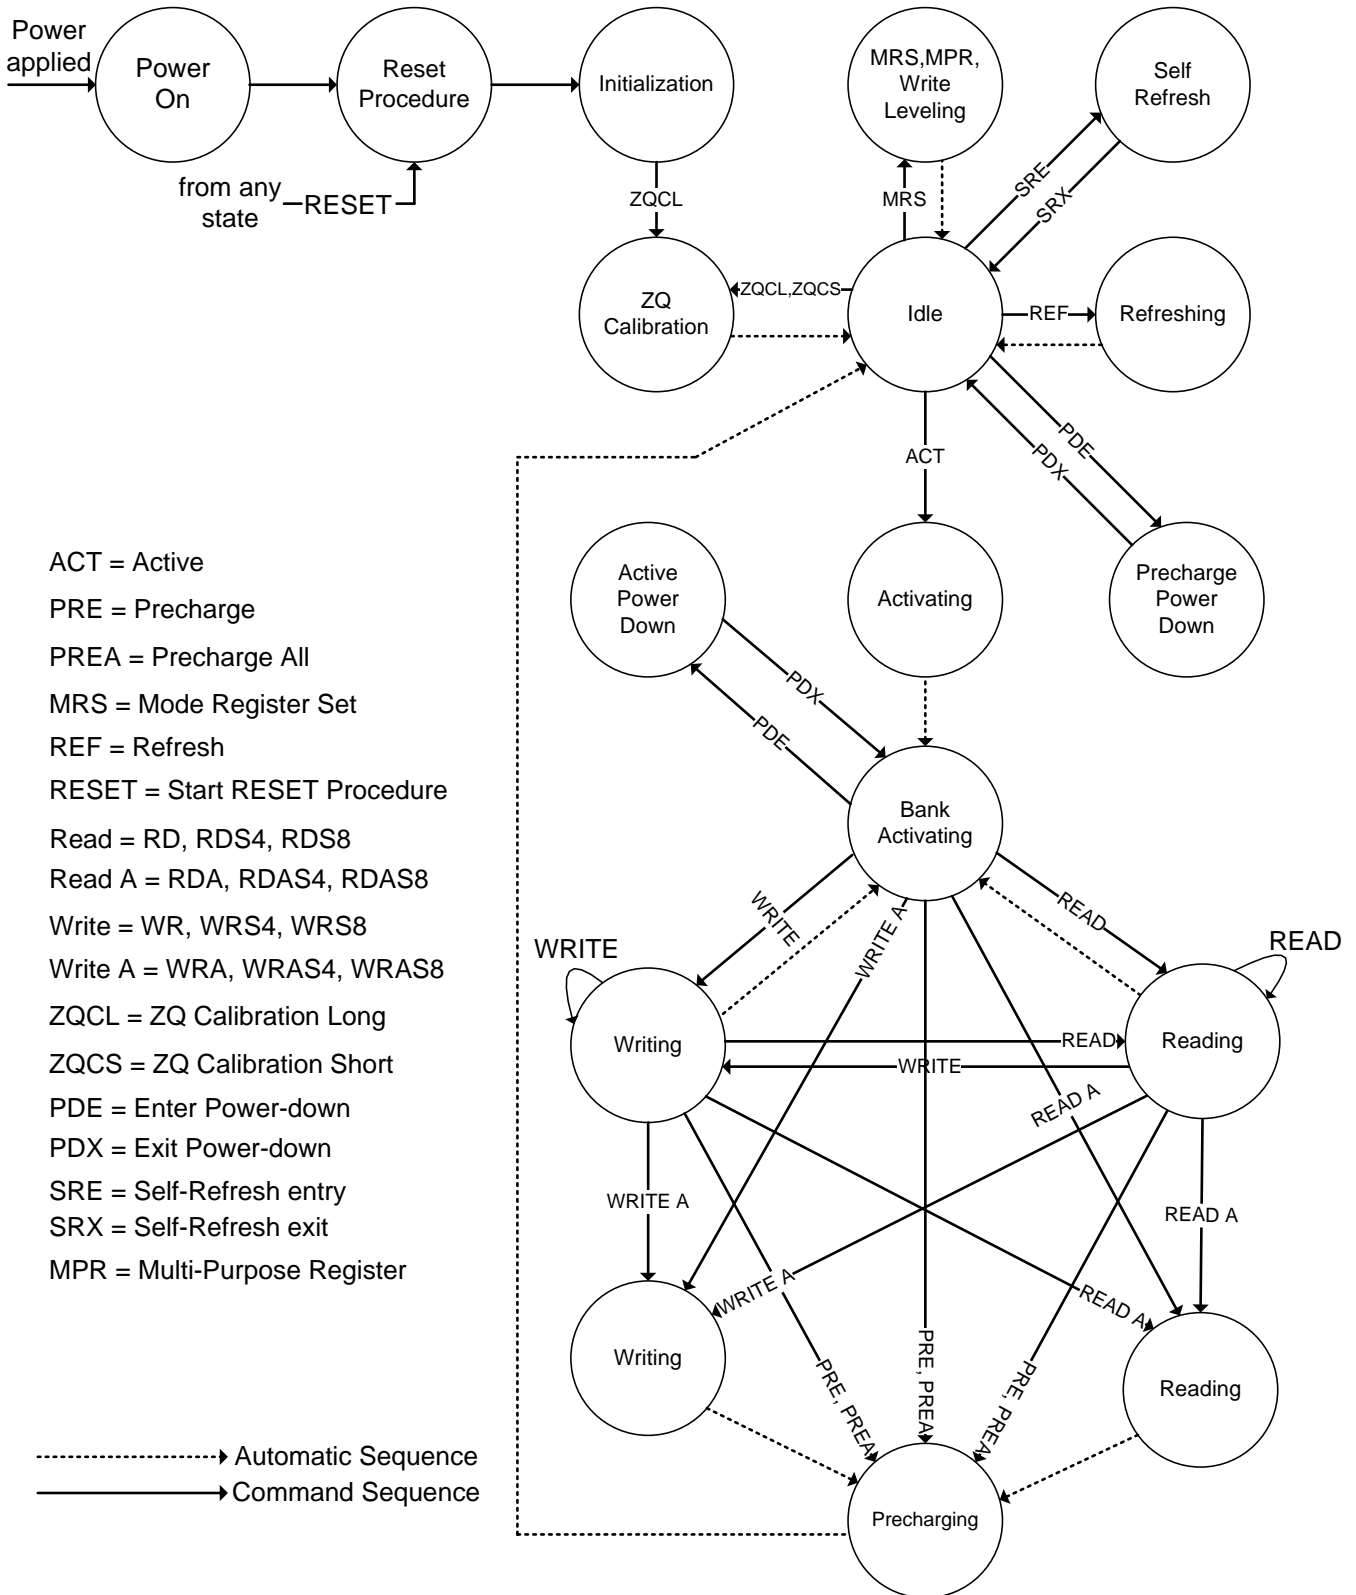 Power
applied
Power
On
Reset
Procedure
Initialization
MRS,MPR,
Write
Leveling
Self
Refresh
from any
state
RESET
ZQCL
MRS
SRE
SRX
ZQ
Calibration
ZQCL,ZQCS
Idle
REF
Refreshing
ACT
PDE
PDX
ACT = Active
PRE = Precharge
PREA = Precharge All
MRS = Mode Register Set
REF = Refresh
RESET = Start RESET Procedure
Read = RD, RDS4, RDS8
Read A = RDA, RDAS4, RDAS8
Write = WR, WRS4, WRS8
Write A = WRA, WRAS4, WRAS8
ZQCL = ZQ Calibration Long
ZQCS = ZQ Calibration Short
PDE = Enter Power-down
PDX = Exit Power-down
SRE = Self-Refresh entry
SRX = Self-Refresh exit
MPR = Multi-Purpose Register
Active
Power
Down
Activating
Precharge
Power
Down
PDX
PDE
Bank
Activating
WRITE
WRITE A
READ
WRITE
READ
Writing
READ
WRITE
Reading
READ A
WRITE A
READ A
WRITE A
READ A
PRE, PREA
PRE, PREA
PRE, PREA
Writing
Reading
Precharging
Automatic Sequence
Command Sequence